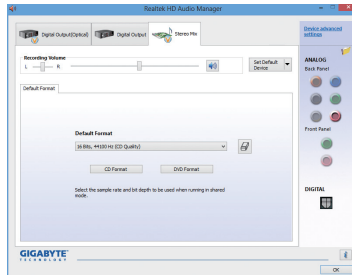 Realtek HD Audio Manager
Digital Output(Optical)
Digital Output
Stereo Mix
Device advanced
settings
Recording Volume
L
R
Set Default
Device
ANALOG
Back Panel
Default Format
Default Format
16 Bits, 44100 Hz (CD Quality)
CD Format
DVD Format
Select the sample rate and bit depth to be used when running in shared
mode.
Front Panel
DIGITAL
GIGABYTE™
TECHNOLOGY
OK